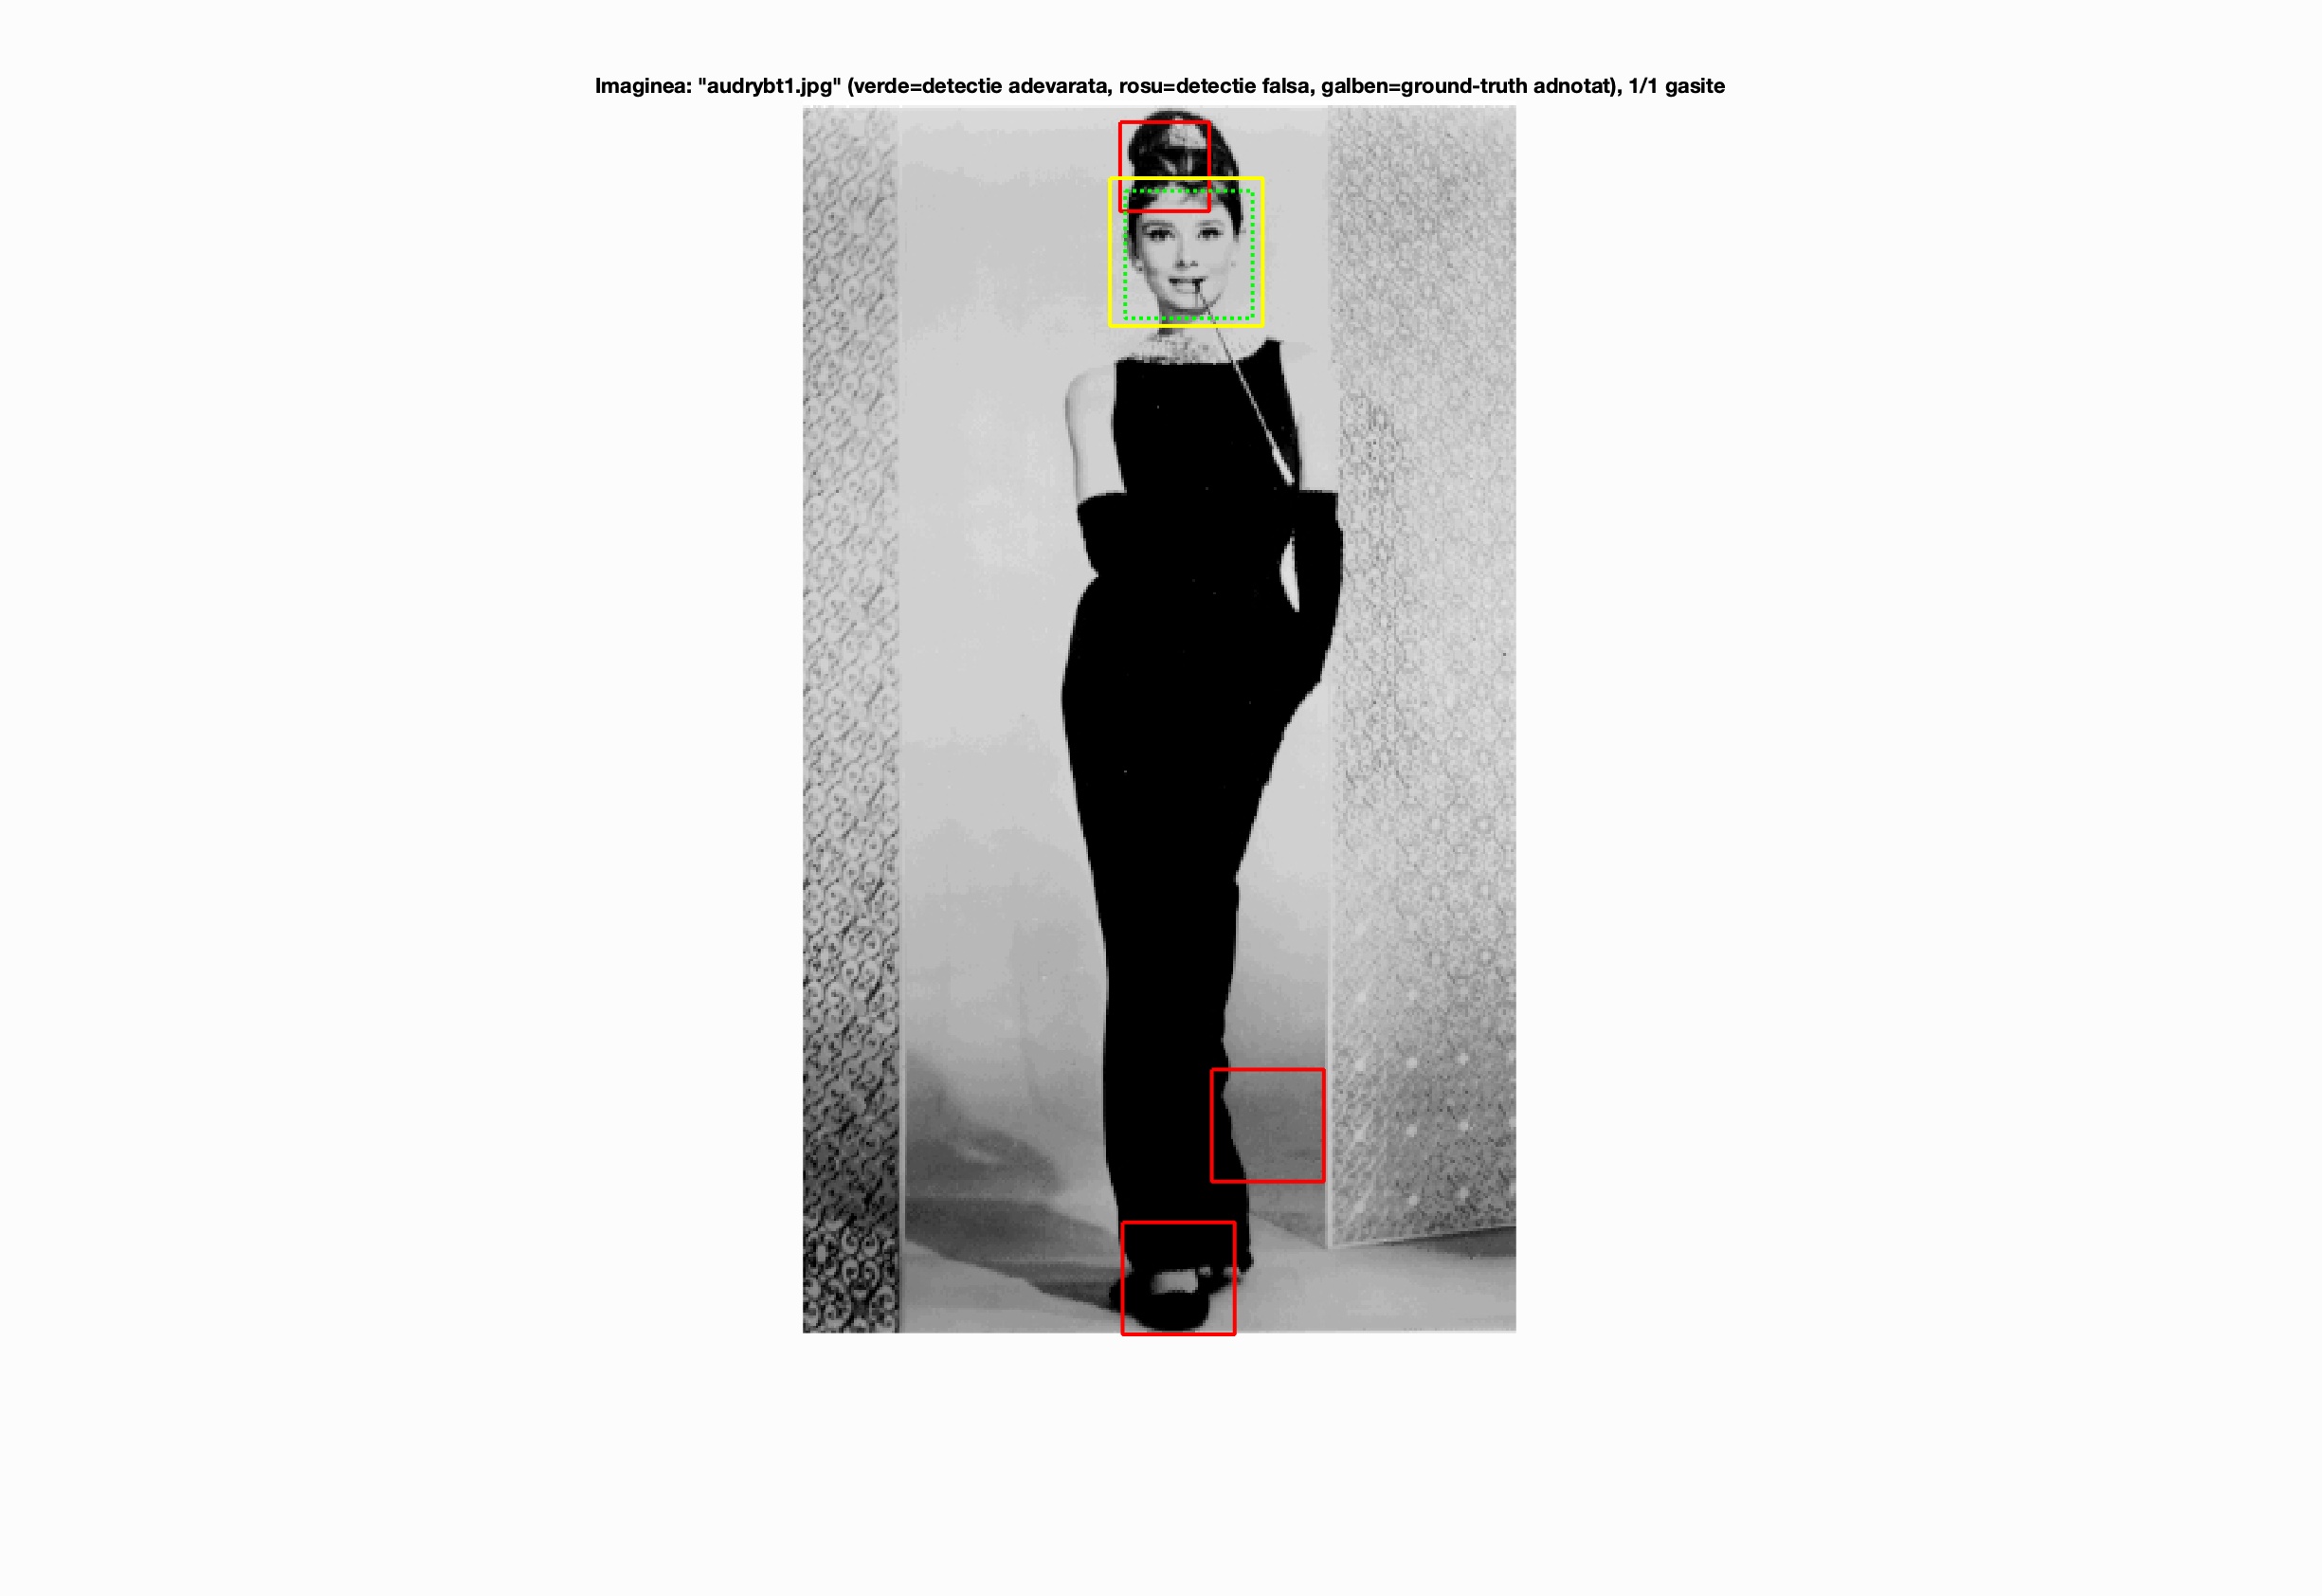 Imaginea: "audrybt1.jpg" (verde=detectie adevarata, rosu=detectie falsa, galben=ground-truth adnotat), 1/1 gasite